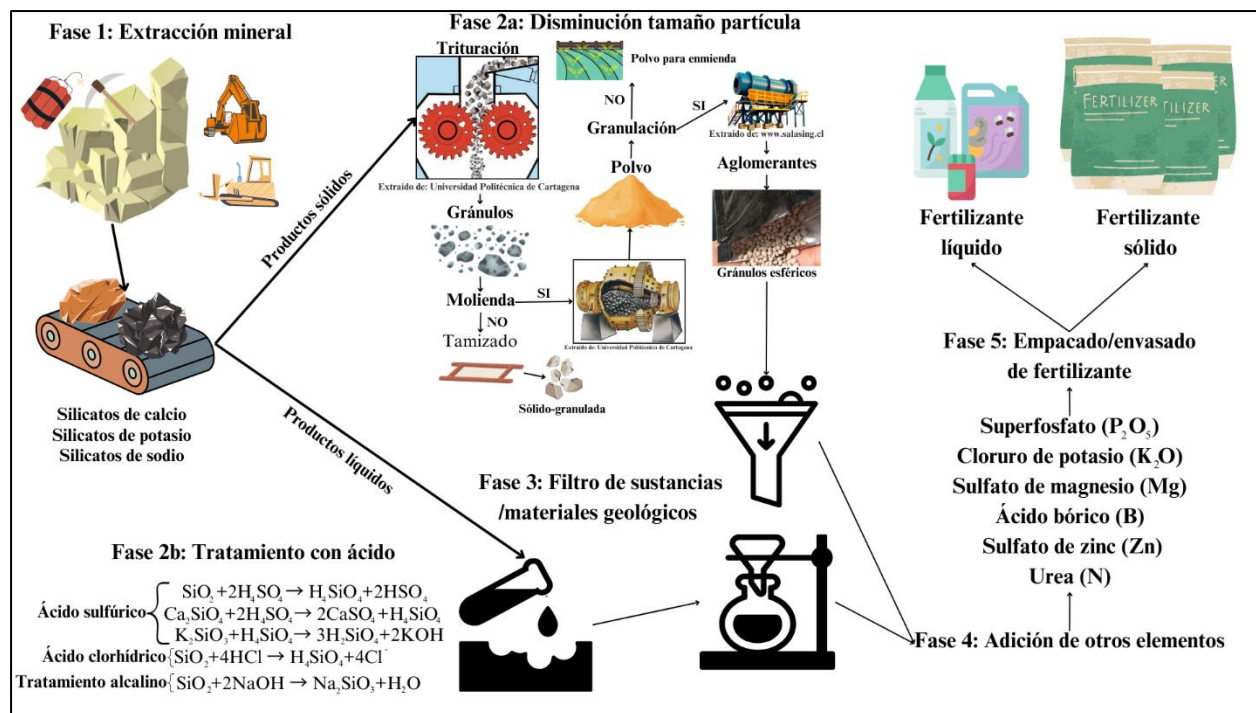 Fase 1: Extracción mineral
Silicatos de calcio
Silicatos de potasio
Silicatos de sodio
Productos sólidos
Productos líquidos
Fase 2a: Disminución tamaño partícula
Trituración
Extraído de: Universidad Politécnica de Cartagena
Gránulos
Molienda
SI
NO
Tamizado
Sólido-granulada
Extraído de: Universidad Politécnica de Cartagena
Polvo
Granulación
NO
Polvo para enmienda
SI
Extraído de: www.salasing.cl
Aglomerantes
Gránulos esféricos
Fase 2b: Tratamiento con ácido
Ácido sulfúrico
SiO₂+2H₄SO₄→H₄SiO₄+2HSO₄
Ca₂SiO₄+2H₄SO₄→2CaSO₄+H₄SiO₄
K₂SiO₃+H₄SiO₄→3H₂SiO₄+2KOH
Ácido clorhídrico {SiO₂+4HCl→H₄SiO₄+4Cl⁻
Tratamiento alcalino {SiO₂+2NaOH→Na₂SiO₃+H₂O
Fase 3: Filtro de sustancias
/materiales geológicos
Fase 4: Adición de otros elementos
Urea (N)
Sulfato de zinc (Zn)
Ácido bórico (B)
Sulfato de magnesio (Mg)
Cloruro de potasio (K₂O)
Superfosfato (P₂O₅)
Fase 5: Empacado/envasado
de fertilizante
Fertilizante
líquido
Fertilizante
sólido
FERTILIZER
FERTILIZER